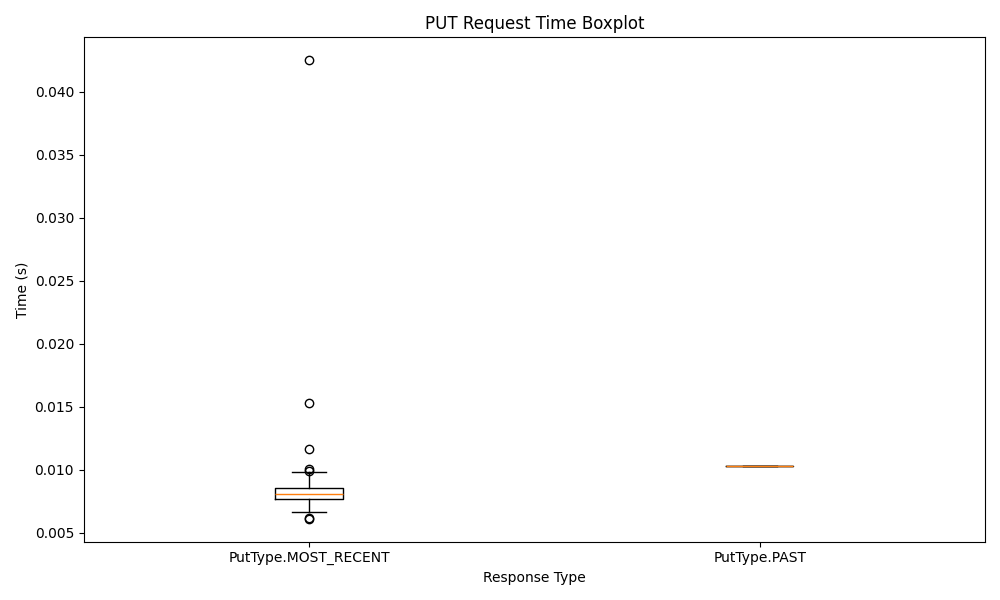 PUT Request Time Boxplot
0.040
0.035
0.030
0.025
0.020
0.015
0.010
0.005
Time (s)
PutType.MOST_RECENT
PutType.PAST
Response Type